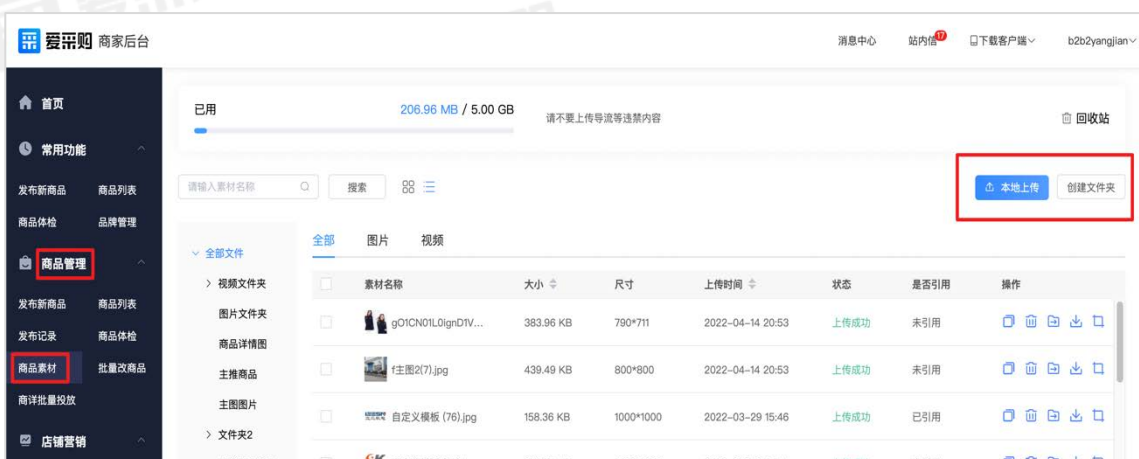 爱采购 商家后台
消息中心 站内信 17 下载客户端 b2b2yangjian
首页
常用功能
发布新商品 商品列表
商品体检 品牌管理
商品管理
发布新商品 商品列表
发布记录 商品体检
商品素材 批量改商品
商详批量投放
店铺营销
已用 206.96 MB / 5.00 GB 请不要上传导流等违禁内容 回收站
请输入素材名称 搜索 本地上传 创建文件夹
全部文件
视频文件夹
图片文件夹
商品详情图
主推商品
主图图片
文件夹2
全部 图片 视频
素材名称 大小 尺寸 上传时间 状态 是否引用 操作
gO1CN01L0ignD1V... 383.96 KB 790*711 2022-04-14 20:53 上传成功 未引用
f主图2(7).jpg 439.49 KB 800*800 2022-04-14 20:53 上传成功 未引用
自定义模板 (76).jpg 158.36 KB 1000*1000 2022-03-29 15:46 上传成功 已引用